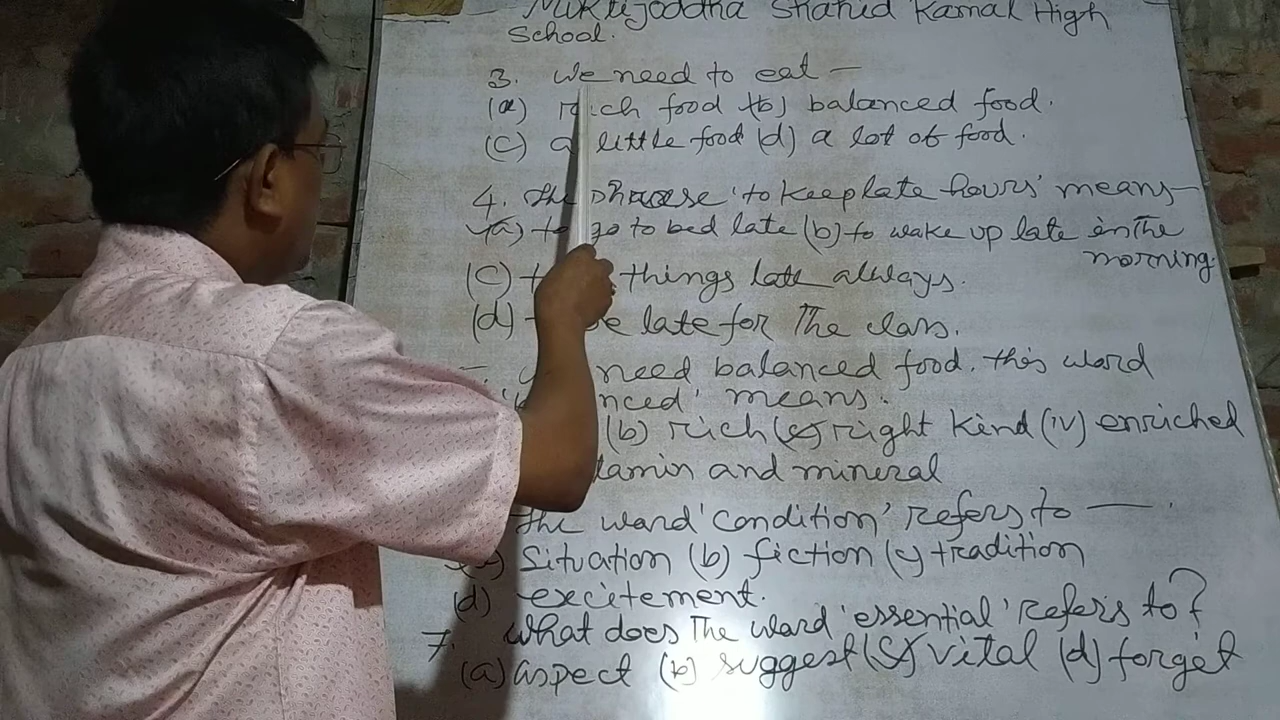 Muktijoddha Shahid Kamal High
School.
3. We need to eat —
(a) rich food (b) balanced food.
(c) a little food (d) a lot of food.
4. The phrase 'to keep late hours' means—
(a) to go to bed late (b) to wake up late in The
morning.
(c) things late always.
(d) late for The class.
need balanced food. this word
means.
(b) rich (c) right kind (iv) enriched
and mineral
The word 'condition' refers to — .
Situation (b) fiction (c) tradition
(d) excitement.
7. What does The word 'essential' refers to?
(a) aspect (b) suggest (c) vital (d) forget